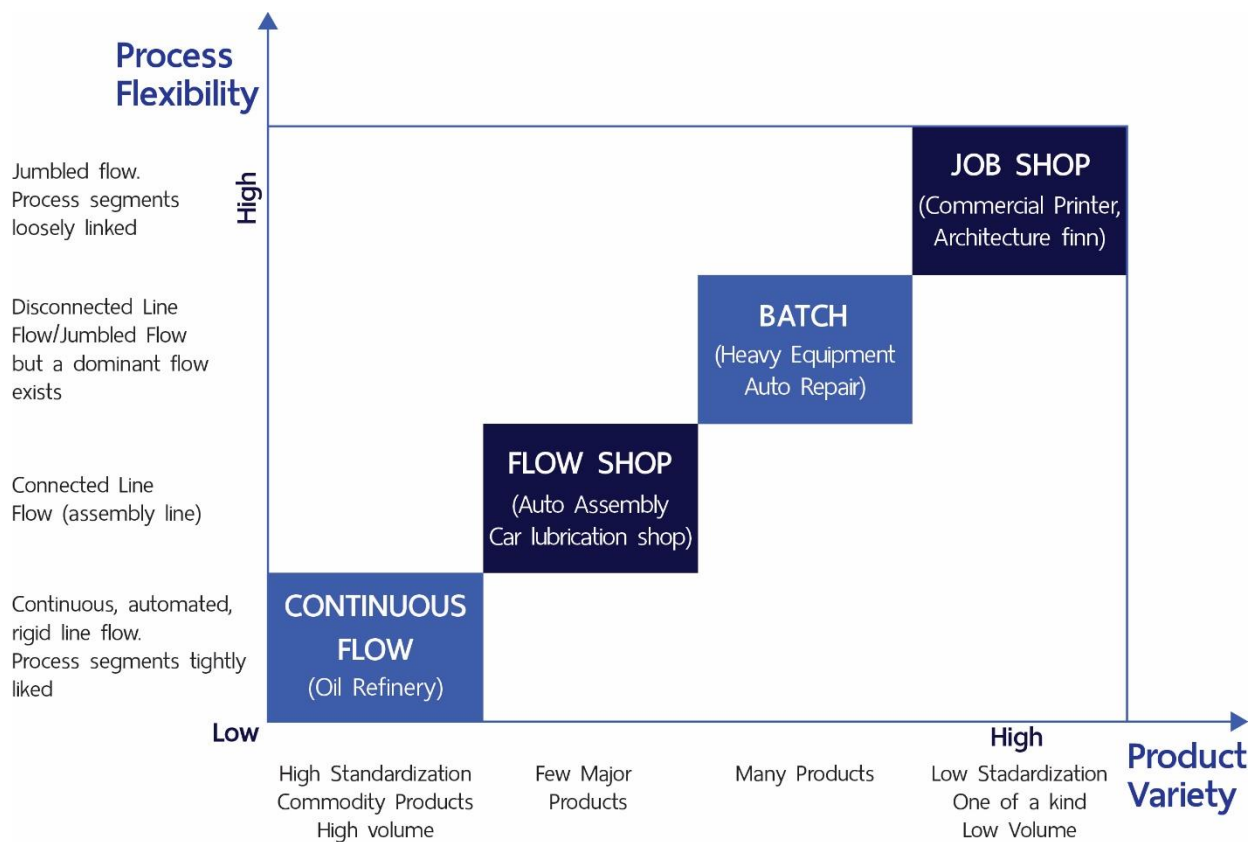 Process
Flexibility
Jumbled flow.
Process segments
loosely linked
High
JOB SHOP
(Commercial Printer,
Architecture finn)
Disconnected Line
Flow/Jumbled Flow
but a dominant flow
exists
BATCH
(Heavy Equipment
Auto Repair)
Connected Line
Flow (assembly line)
FLOW SHOP
(Auto Assembly
Car lubrication shop)
Continuous, automated,
rigid line flow.
Process segments tightly
liked
CONTINUOUS
FLOW
(Oil Refinery)
Low
High
Product
Variety
High Standardization
Commodity Products
High volume
Few Major
Products
Many Products
Low Stadardization
One of a kind
Low Volume